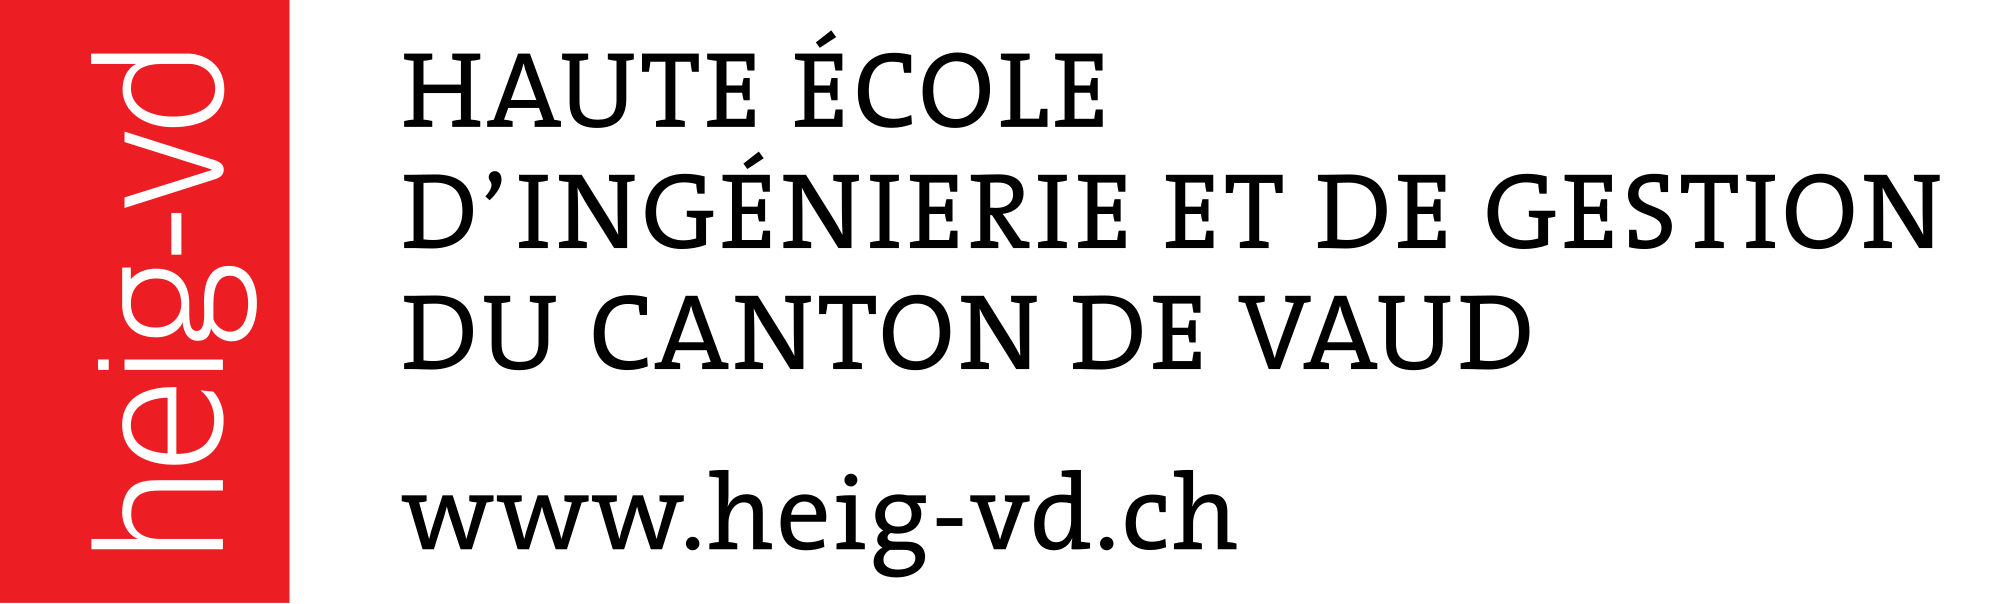 heig-vd
HAUTE ÉCOLE
D’INGÉNIERIE ET DE GESTION
DU CANTON DE VAUD
www.heig-vd.ch